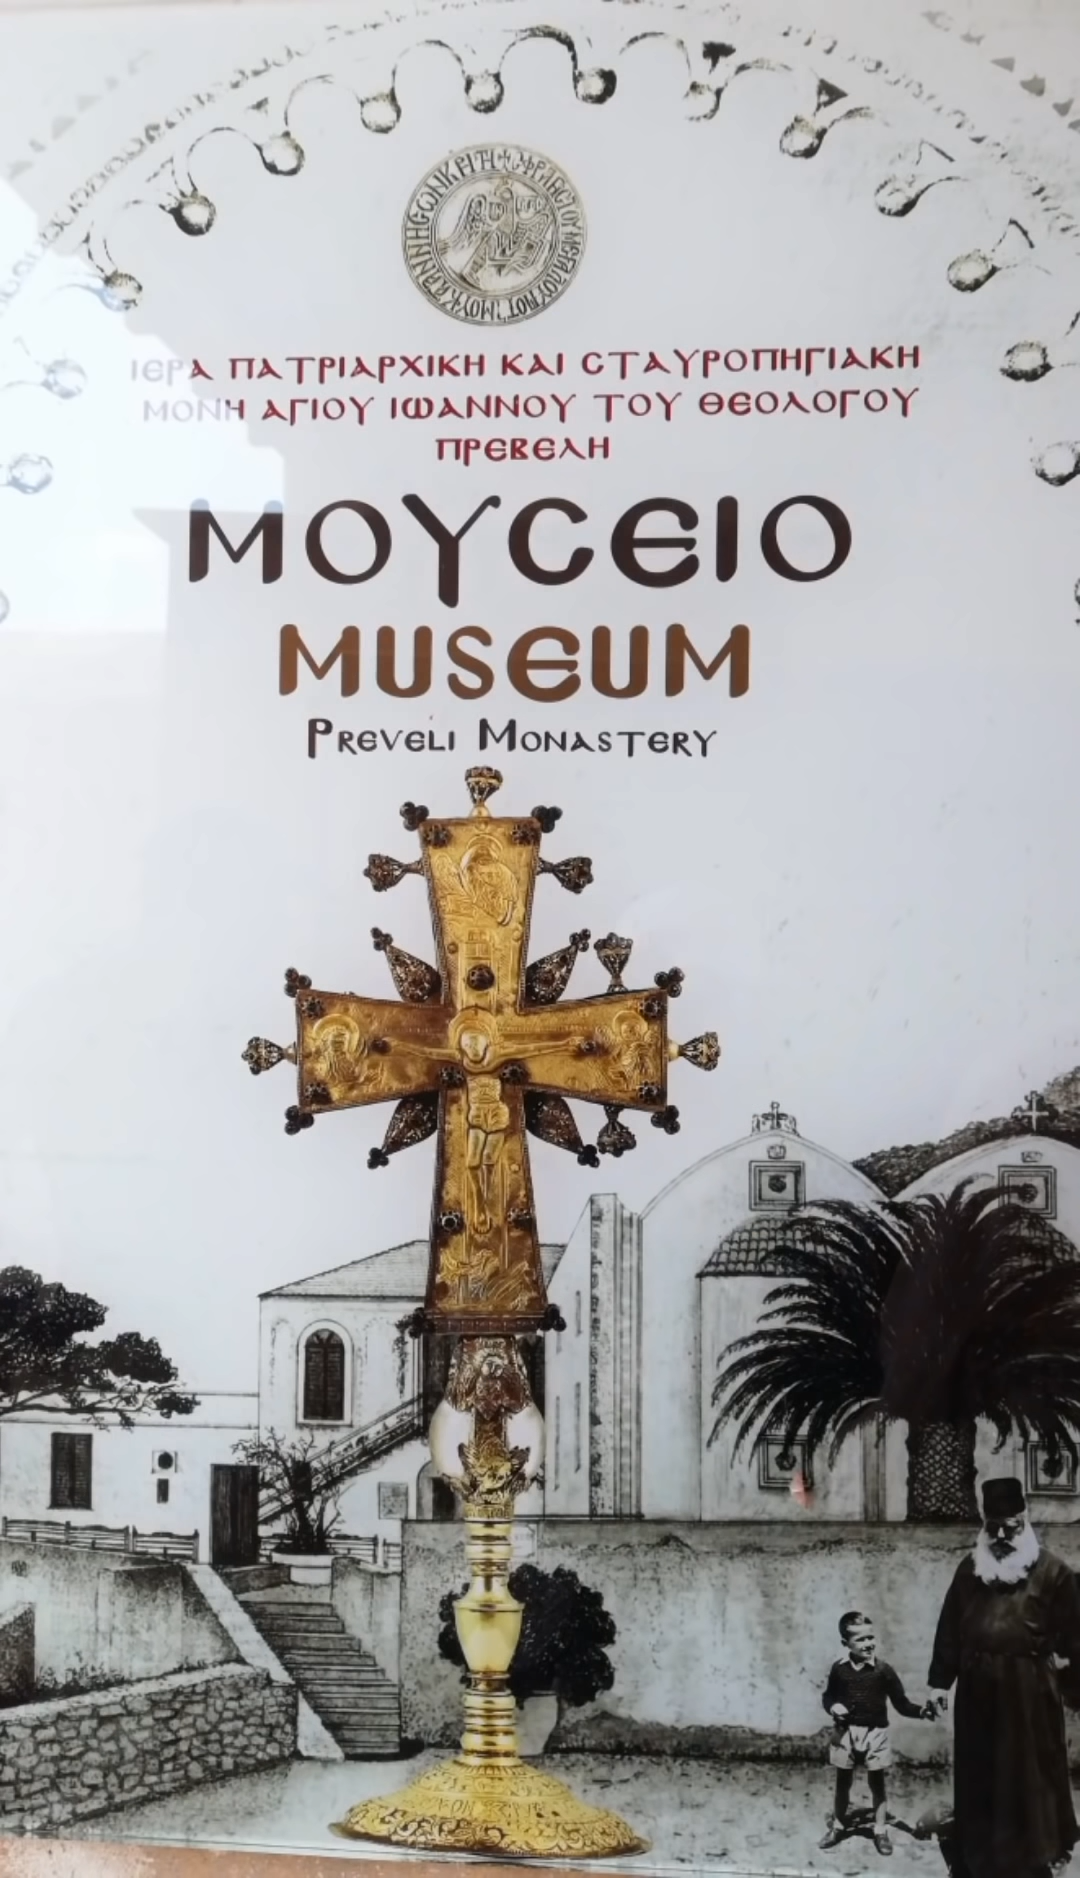 ΙΕΡΑ ΠΑΤΡΙΑΡΧΙΚΗ ΚΑΙ CΤΑΥΡΟΠΗΓΙΑΚΗ
ΜΟΝΗ ΑΓΙΟΥ ΙΩΑΝΝΟΥ ΤΟΥ ΘΕΟΛΟΓΟΥ
ΠΡΕΒΕΛΗ
ΜΟΥCΕΙΟ
MUSEUM
PREVELI MONASTERY